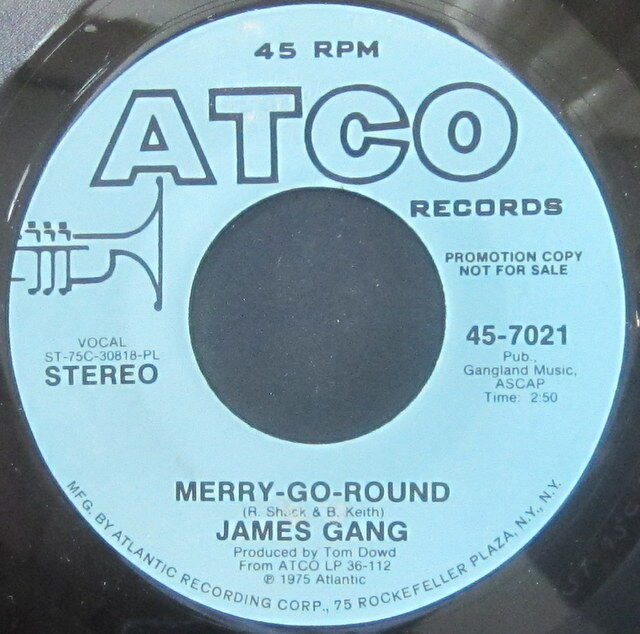 45 RPM
ATCO
RECORDS
PROMOTION COPY
NOT FOR SALE
VOCAL
ST-75C-30818-PL
STEREO
45-7021
Pub.,
Gangland Music,
ASCAP
Time: 2:50
MERRY-GO-ROUND
(R. Shack & B. Keith)
JAMES GANG
Produced by Tom Dowd
From ATCO LP 36-112
℗ 1975 Atlantic
MFG. BY ATLANTIC RECORDING CORP., 75 ROCKEFELLER PLAZA, N.Y., N.Y.